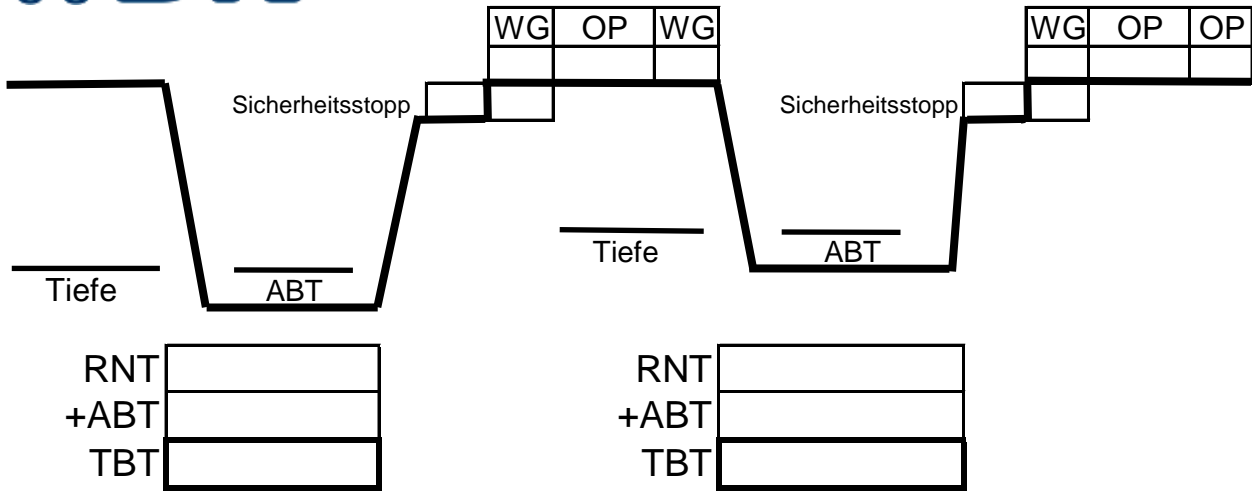 WG OP WG WG OP OP
Sicherheitsstopp Sicherheitsstopp
Tiefe ABT Tiefe ABT
RNT RNT
+ABT +ABT
TBT TBT